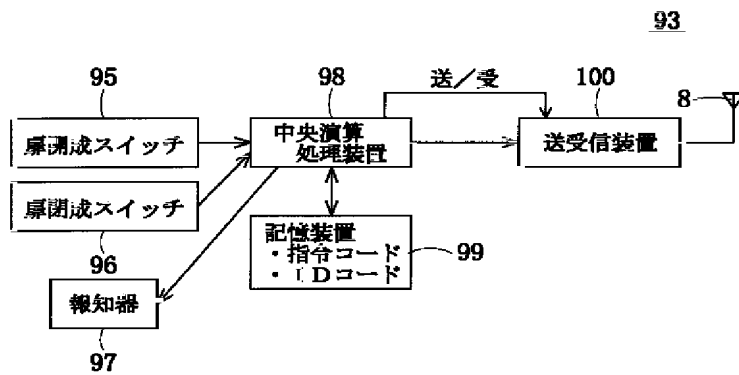 93
95
98
送／受
100
8
扉開成スイッチ
中央演算
処理装置
送受信装置
扉閉成スイッチ
96
記憶装置
・指令コード
・IDコード
99
報知器
97